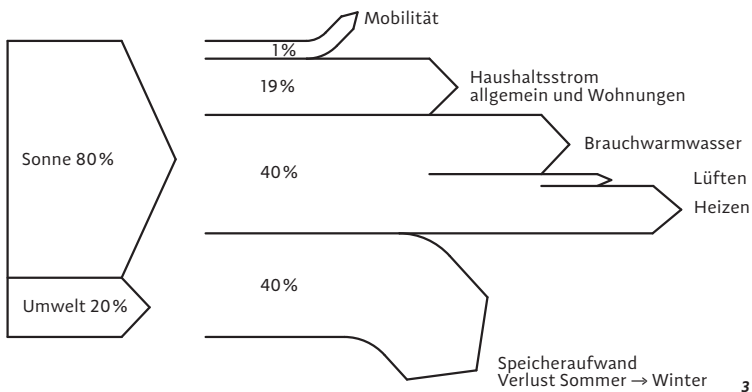 Mobilität
1%
19%
Haushaltsstrom
allgemein und Wohnungen
Brauchwarmwasser
Sonne 80%
40%
Lüften
Heizen
40%
Umwelt 20%
Speicheraufwand
Verlust Sommer → Winter
3